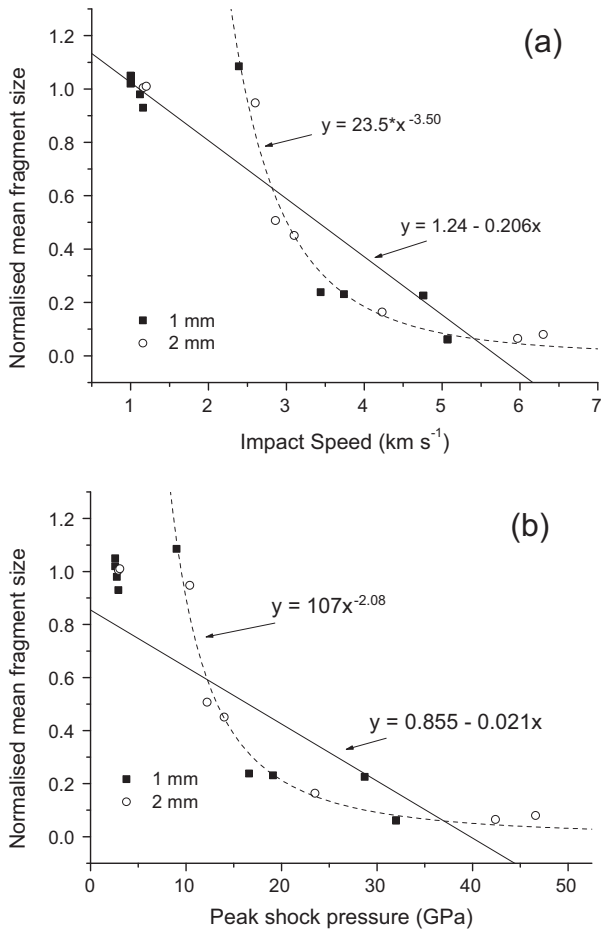 (a)
Normalised mean fragment size
1.2
1.0
0.8
0.6
0.4
0.2
0.0
y = 23.5*x -3.50
y = 1.24 - 0.206x
1 mm
2 mm
1 2 3 4 5 6 7
Impact Speed (km s-1)
(b)
Normalised mean fragment size
1.2
1.0
0.8
0.6
0.4
0.2
0.0
y = 107x-2.08
y = 0.855 - 0.021x
1 mm
2 mm
0 10 20 30 40 50
Peak shock pressure (GPa)